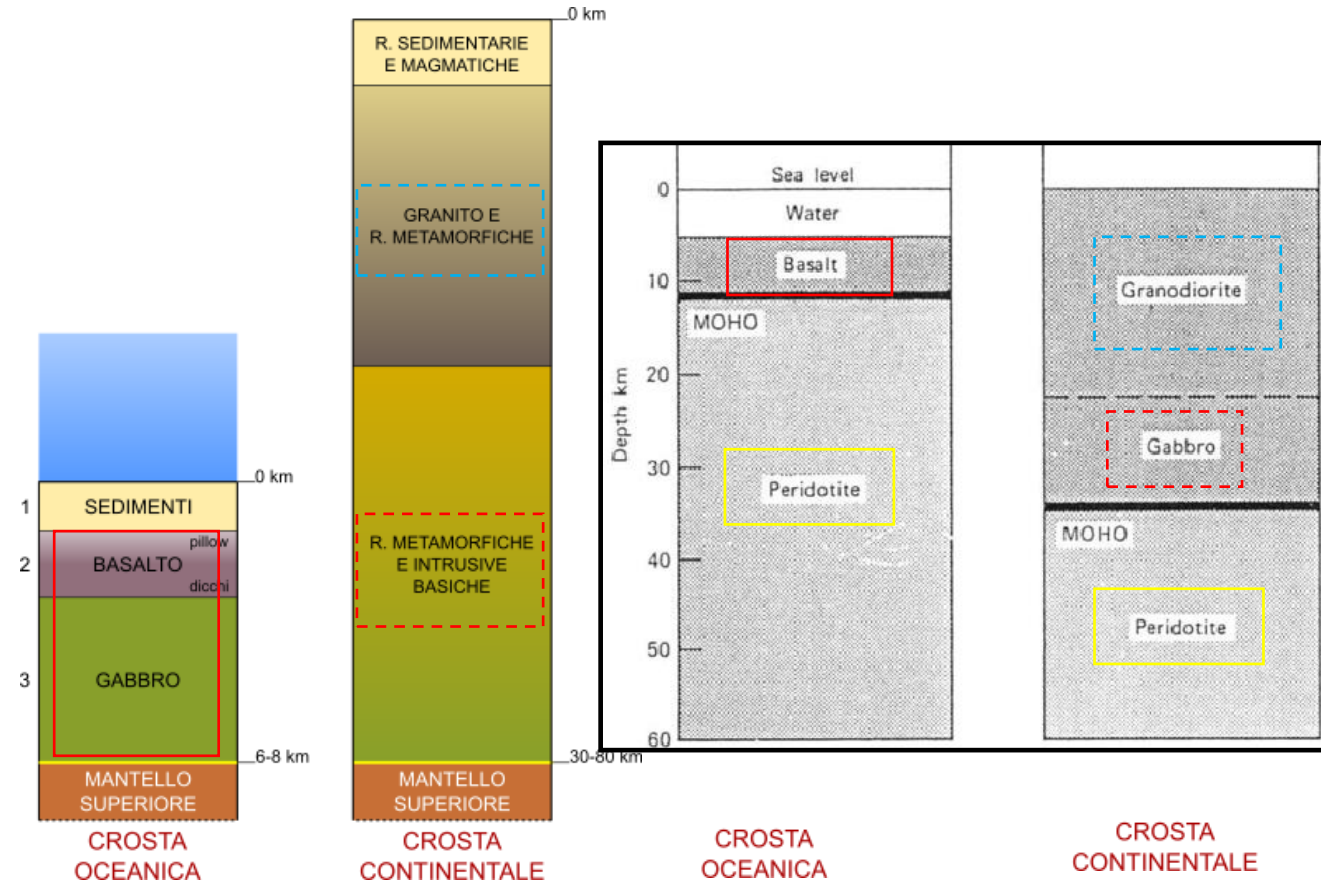 0 km
R. SEDIMENTARIE
E MAGMATICHE
GRANITO E
R. METAMORFICHE
R. METAMORFICHE
E INTRUSIVE
BASICHE
30-80 km
MANTELLO
SUPERIORE
CROSTA
CONTINENTALE
0 km
1
SEDIMENTI
pillow
2
BASALTO
dicchi
3
GABBRO
6-8 km
MANTELLO
SUPERIORE
CROSTA
OCEANICA
Depth km
0
10
20
30
40
50
60
Sea level
Water
Basalt
MOHO
Peridotite
CROSTA
OCEANICA
Granodiorite
Gabbro
MOHO
Peridotite
CROSTA
CONTINENTALE